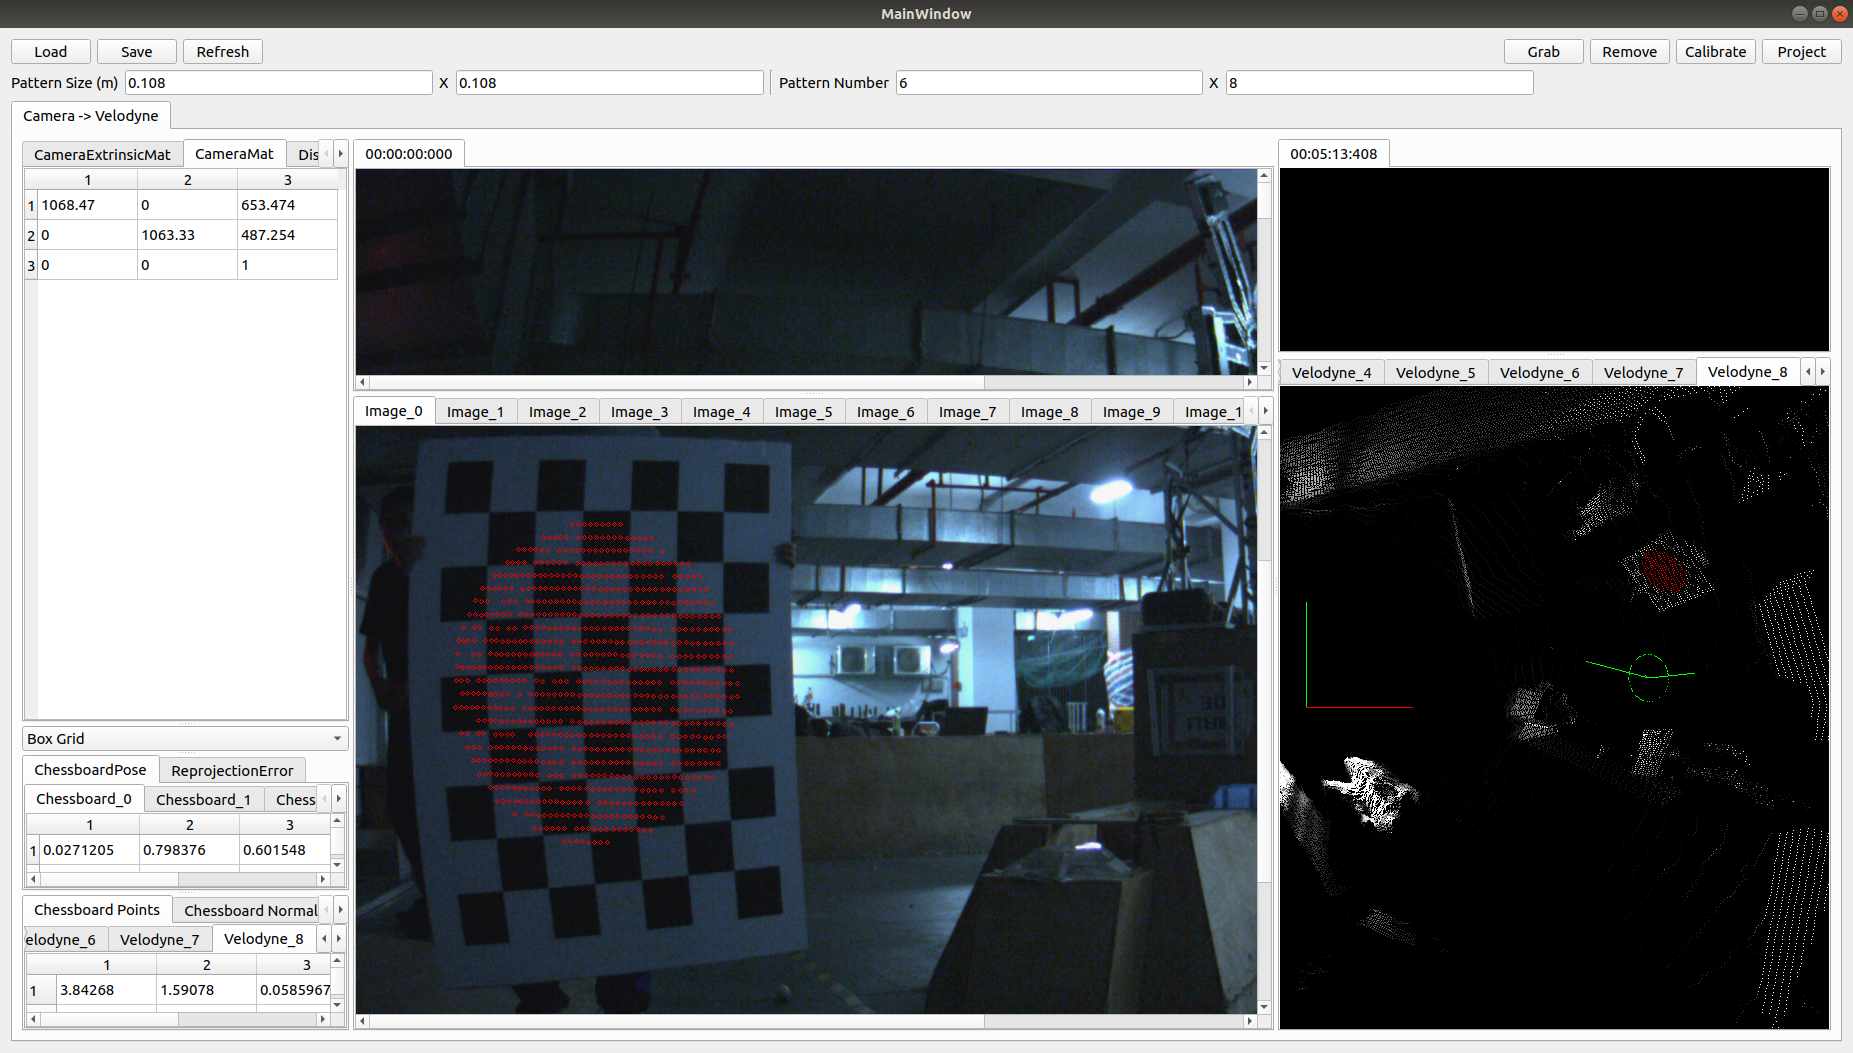 MainWindow
Load Save Refresh Grab Remove Calibrate Project
Pattern Size (m) 0.108 X 0.108 Pattern Number 6 X 8
Camera -> Velodyne
CameraExtrinsicMat CameraMat Dis
1 2 3
1 1068.47 0 653.474
2 0 1063.33 487.254
3 0 0 1
Box Grid
ChessboardPose ReprojectionError
Chessboard_0 Chessboard_1 Chess
1 2 3
1 0.0271205 0.798376 0.601548
Chessboard Points Chessboard Normal
elodyne_6 Velodyne_7 Velodyne_8
1 2 3
1 3.84268 1.59078 0.0585967
00:00:00:000
Image_0 Image_1 Image_2 Image_3 Image_4 Image_5 Image_6 Image_7 Image_8 Image_9 Image_1
00:05:13:408
Velodyne_4 Velodyne_5 Velodyne_6 Velodyne_7 Velodyne_8